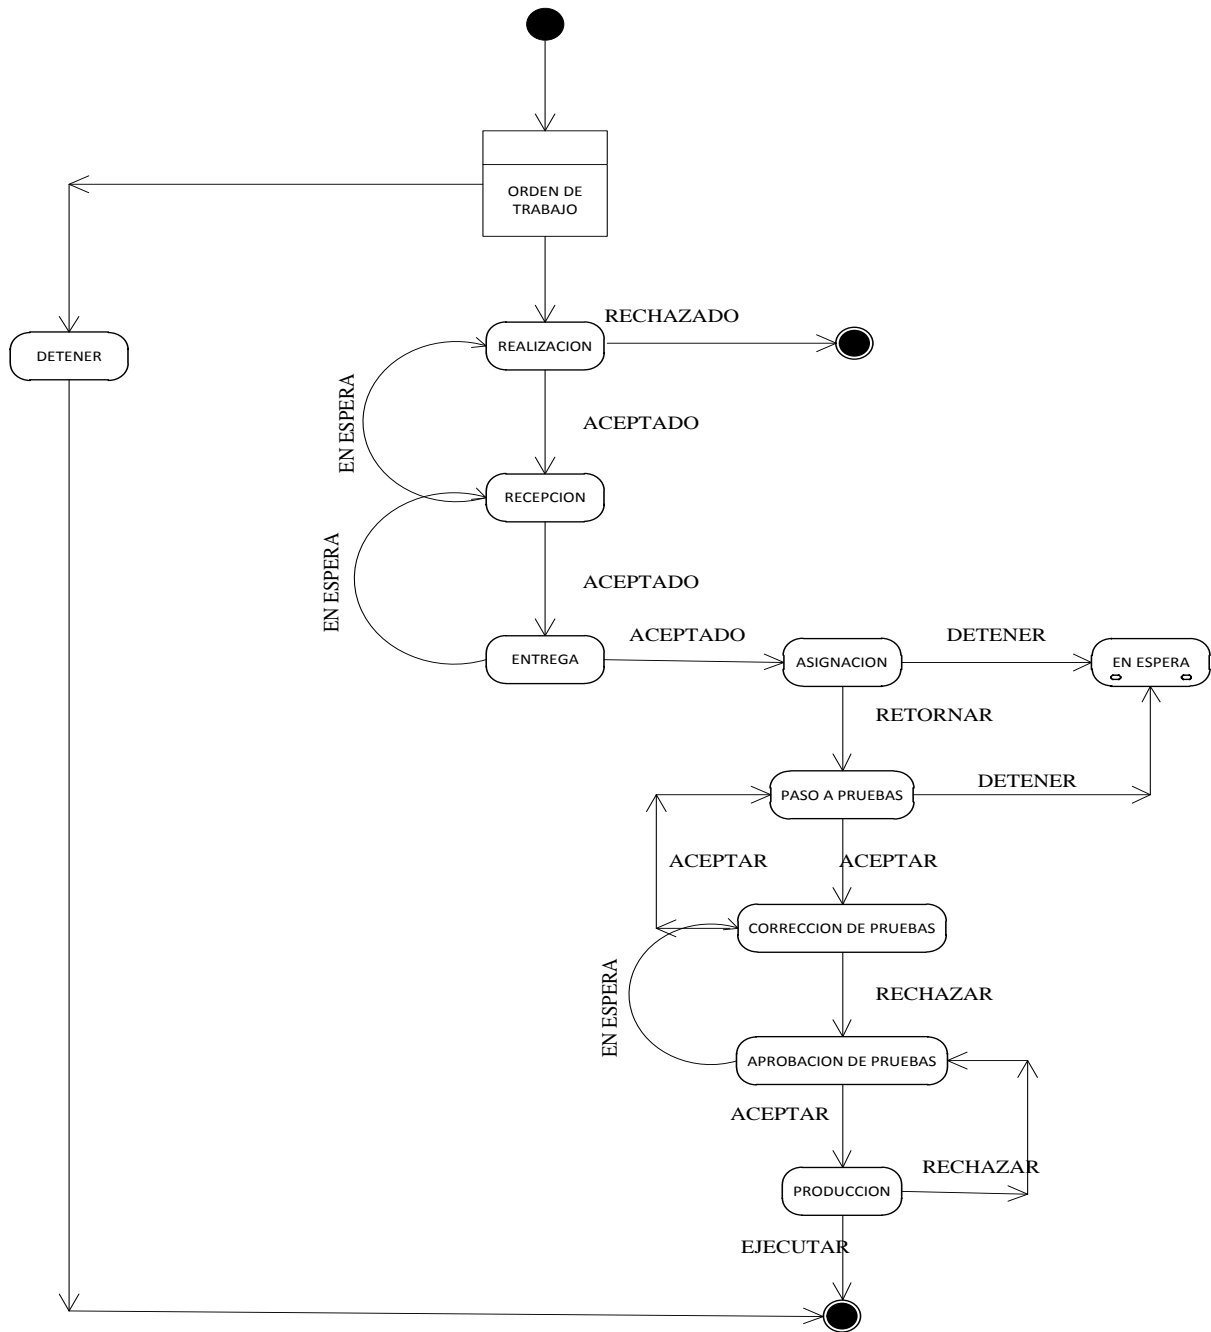 ORDEN DE
TRABAJO
RECHAZADO
REALIZACION
DETENER
EN ESPERA
ACEPTADO
RECEPCION
EN ESPERA
ACEPTADO
ENTREGA
ACEPTADO
ASIGNACION
DETENER
EN ESPERA
RETORNAR
PASO A PRUEBAS
DETENER
ACEPTAR
ACEPTAR
CORRECCION DE PRUEBAS
EN ESPERA
RECHAZAR
APROBACION DE PRUEBAS
ACEPTAR
RECHAZAR
PRODUCCION
EJECUTAR